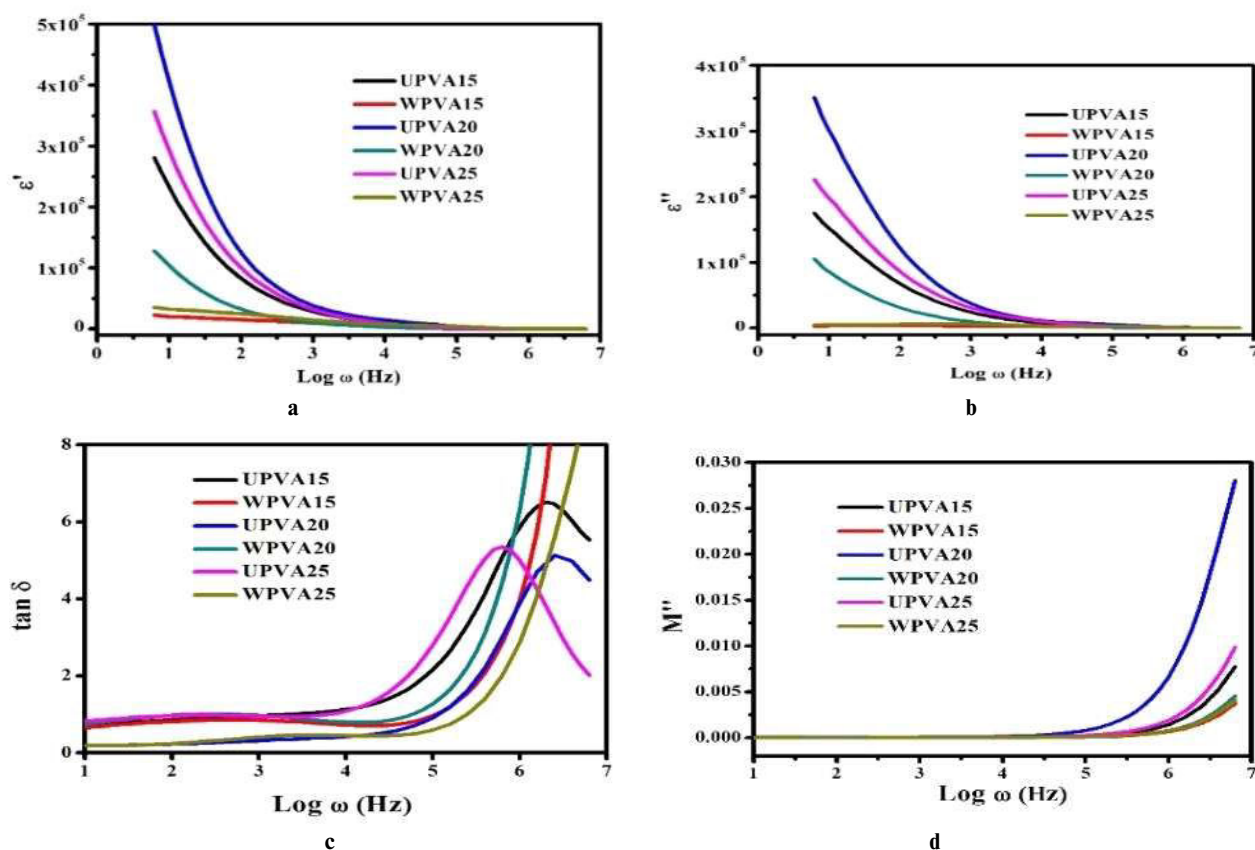 5x10⁵
4x10⁵
3x10⁵
2x10⁵
1x10⁵
0
ε'
UPVA15
WPVA15
UPVA20
WPVA20
UPVA25
WPVA25
0 1 2 3 4 5 6 7
Log ω (Hz)
a
4x10⁵
3x10⁵
2x10⁵
1x10⁵
0
ε"
UPVA15
WPVA15
UPVA20
WPVA20
UPVA25
WPVA25
0 1 2 3 4 5 6 7
Log ω (Hz)
b
8
6
4
2
0
tan δ
UPVA15
WPVA15
UPVA20
WPVA20
UPVA25
WPVA25
1 2 3 4 5 6 7
Log ω (Hz)
c
0.030
0.025
0.020
0.015
0.010
0.005
0.000
M"
UPVA15
WPVA15
UPVA20
WPVA20
UPVA25
WPVA25
1 2 3 4 5 6 7
Log ω (Hz)
d